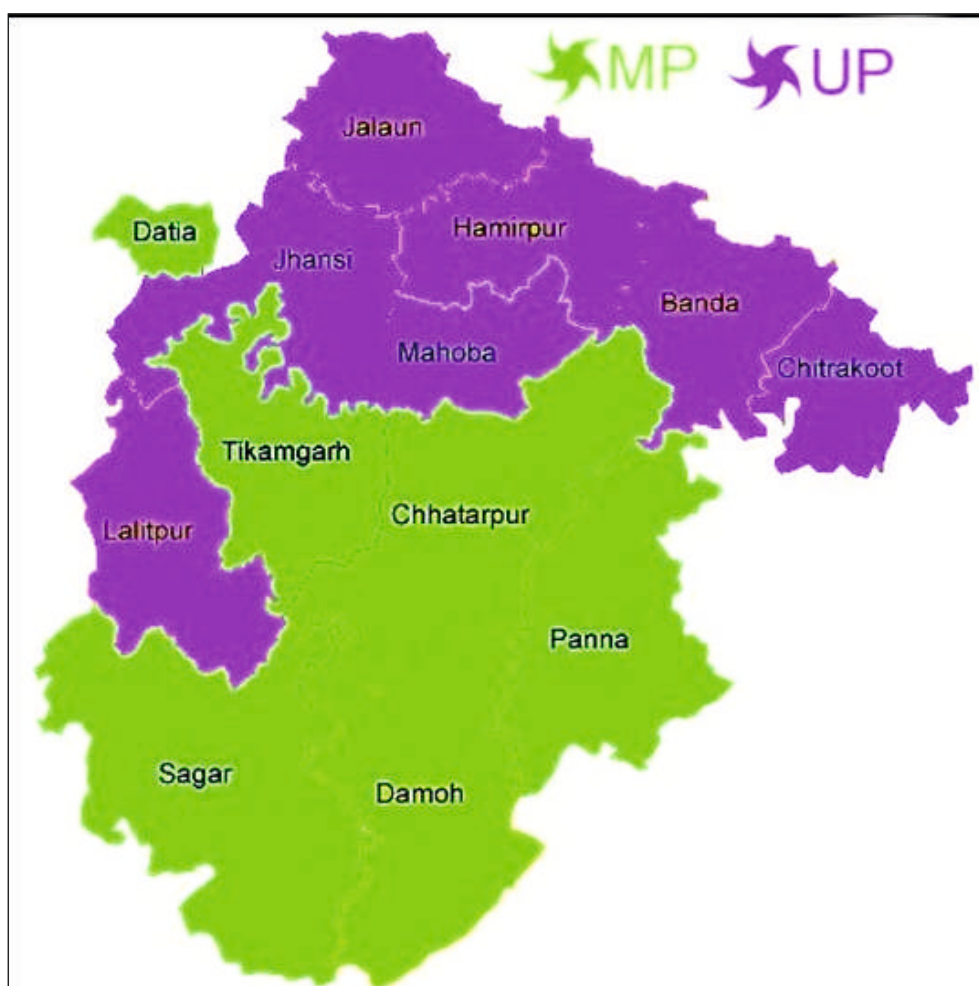 MP UP
Jalaun
Datia
Hamirpur
Jhansi
Banda
Mahoba
Chitrakoot
Tikamgarh
Chhatarpur
Lalitpur
Panna
Sagar
Damoh